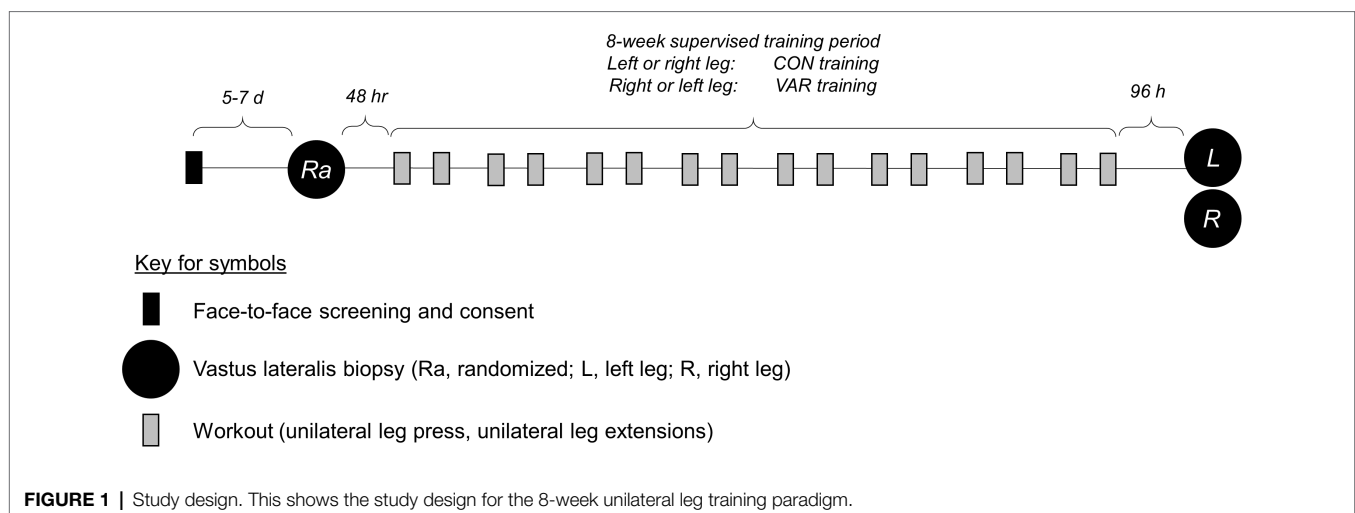 8-week supervised training period
Left or right leg: CON training
Right or left leg: VAR training
5-7 d
48 hr
96 h
Ra
L
R
Key for symbols
Face-to-face screening and consent
Vastus lateralis biopsy (Ra, randomized; L, left leg; R, right leg)
Workout (unilateral leg press, unilateral leg extensions)
FIGURE 1 | Study design. This shows the study design for the 8-week unilateral leg training paradigm.